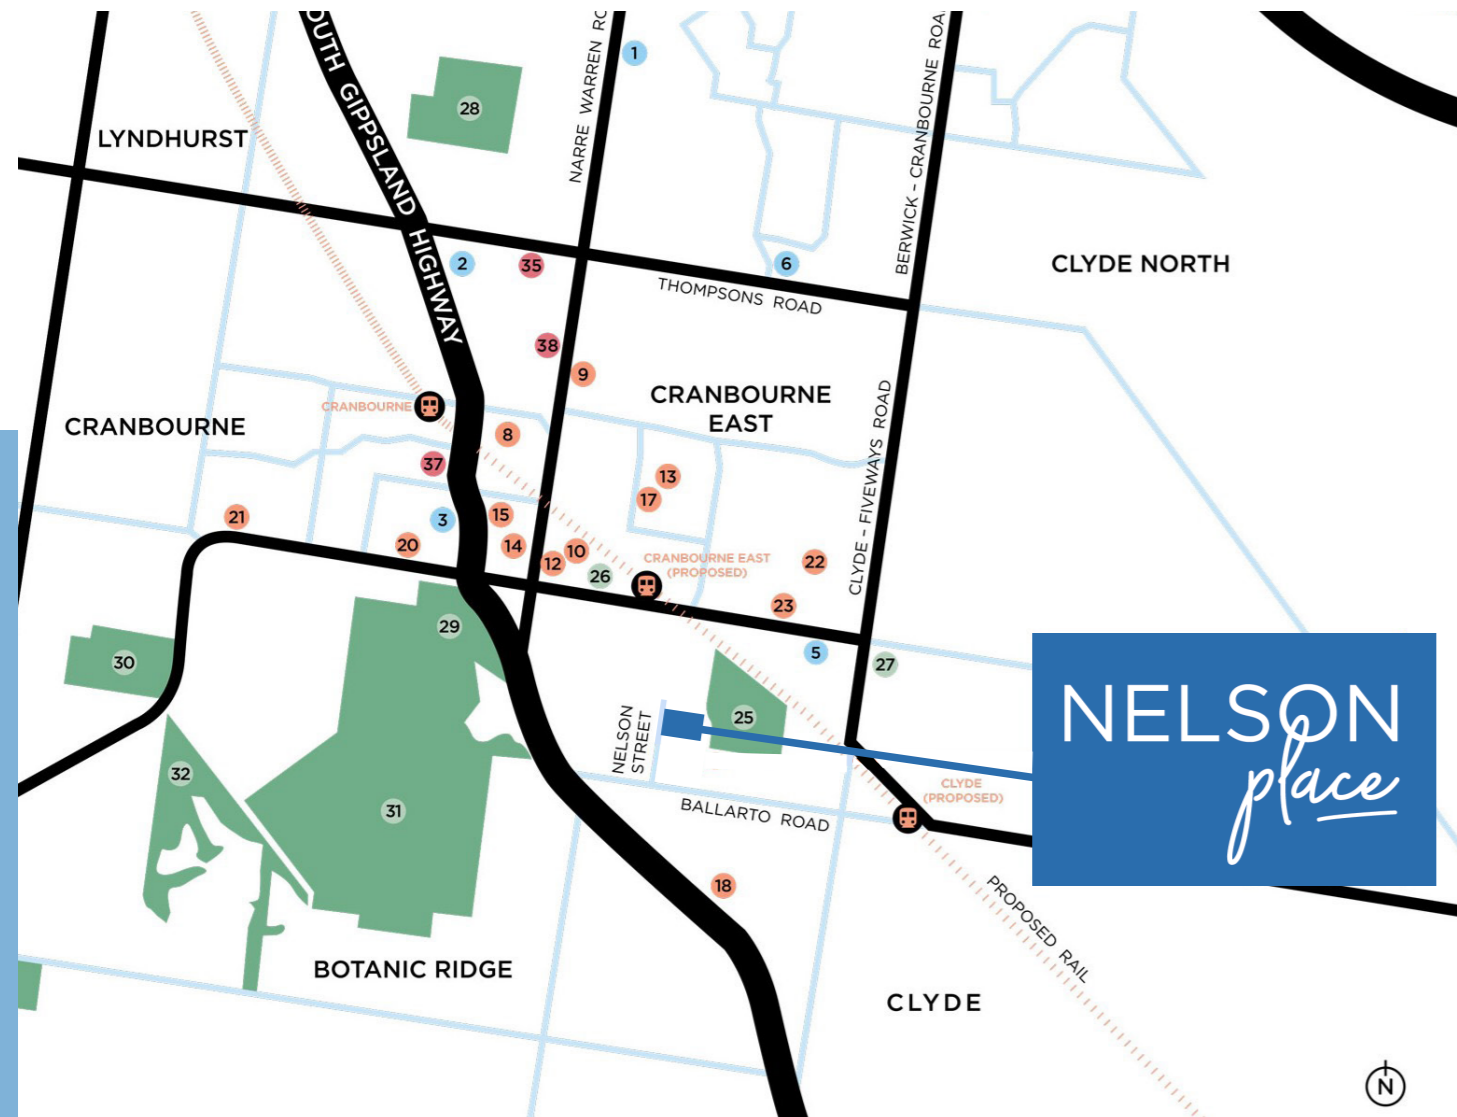 OUTH GIPPSLAND HIGHWAY
NARRE WARREN RO
1
BERWICK – CRANBOURNE ROA
28
LYNDHURST
2
35
6
CLYDE NORTH
THOMPSONS ROAD
38
9
CRANBOURNE
EAST
CRANBOURNE
CRANBOURNE
8
37
13
17
CLYDE – FIVEWAYS ROAD
21
3
15
20
14
12
10
26
CRANBOURNE EAST
(PROPOSED)
22
23
29
30
5
27
NELSON
STREET
25
NELSON
place
32
31
CLYDE
(PROPOSED)
BALLARTO ROAD
18
PROPOSED RAIL
BOTANIC RIDGE
CLYDE
N